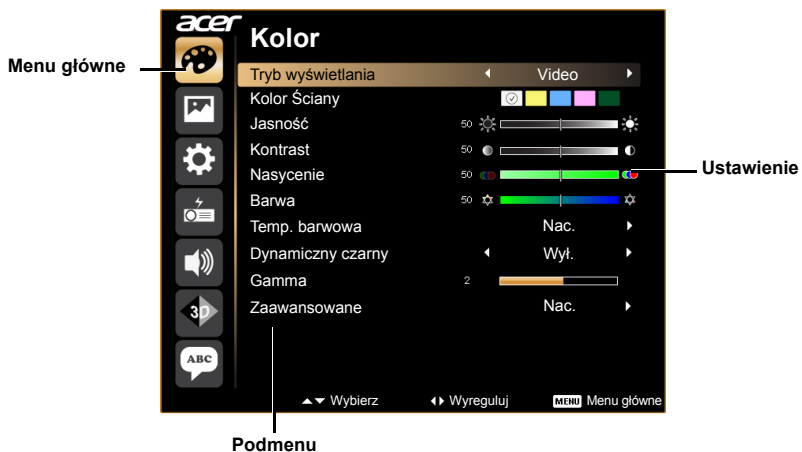 acer
Kolor
Menu główne
Tryb wyświetlania Video
Kolor Ściany
Jasność 50
Kontrast 50
Nasycenie 50
Ustawienie
Barwa 50
Temp. barwowa Nac.
Dynamiczny czarny Wył.
Gamma 2
Zaawansowane Nac.
3D
ABC
Wybierz Wyreguluj MENU Menu główne
Podmenu